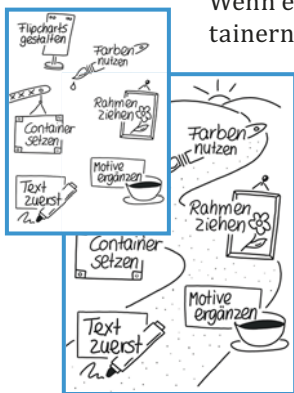 Wenn e
tainern
Flipcharts
gestalten
Farben
nutzen
Container
setzen
Rahmen
ziehen
Text
zuerst
Motive
ergänzen
Farben
nutzen
Rahmen
ziehen
Container
setzen
Motive
ergänzen
Text
zuerst